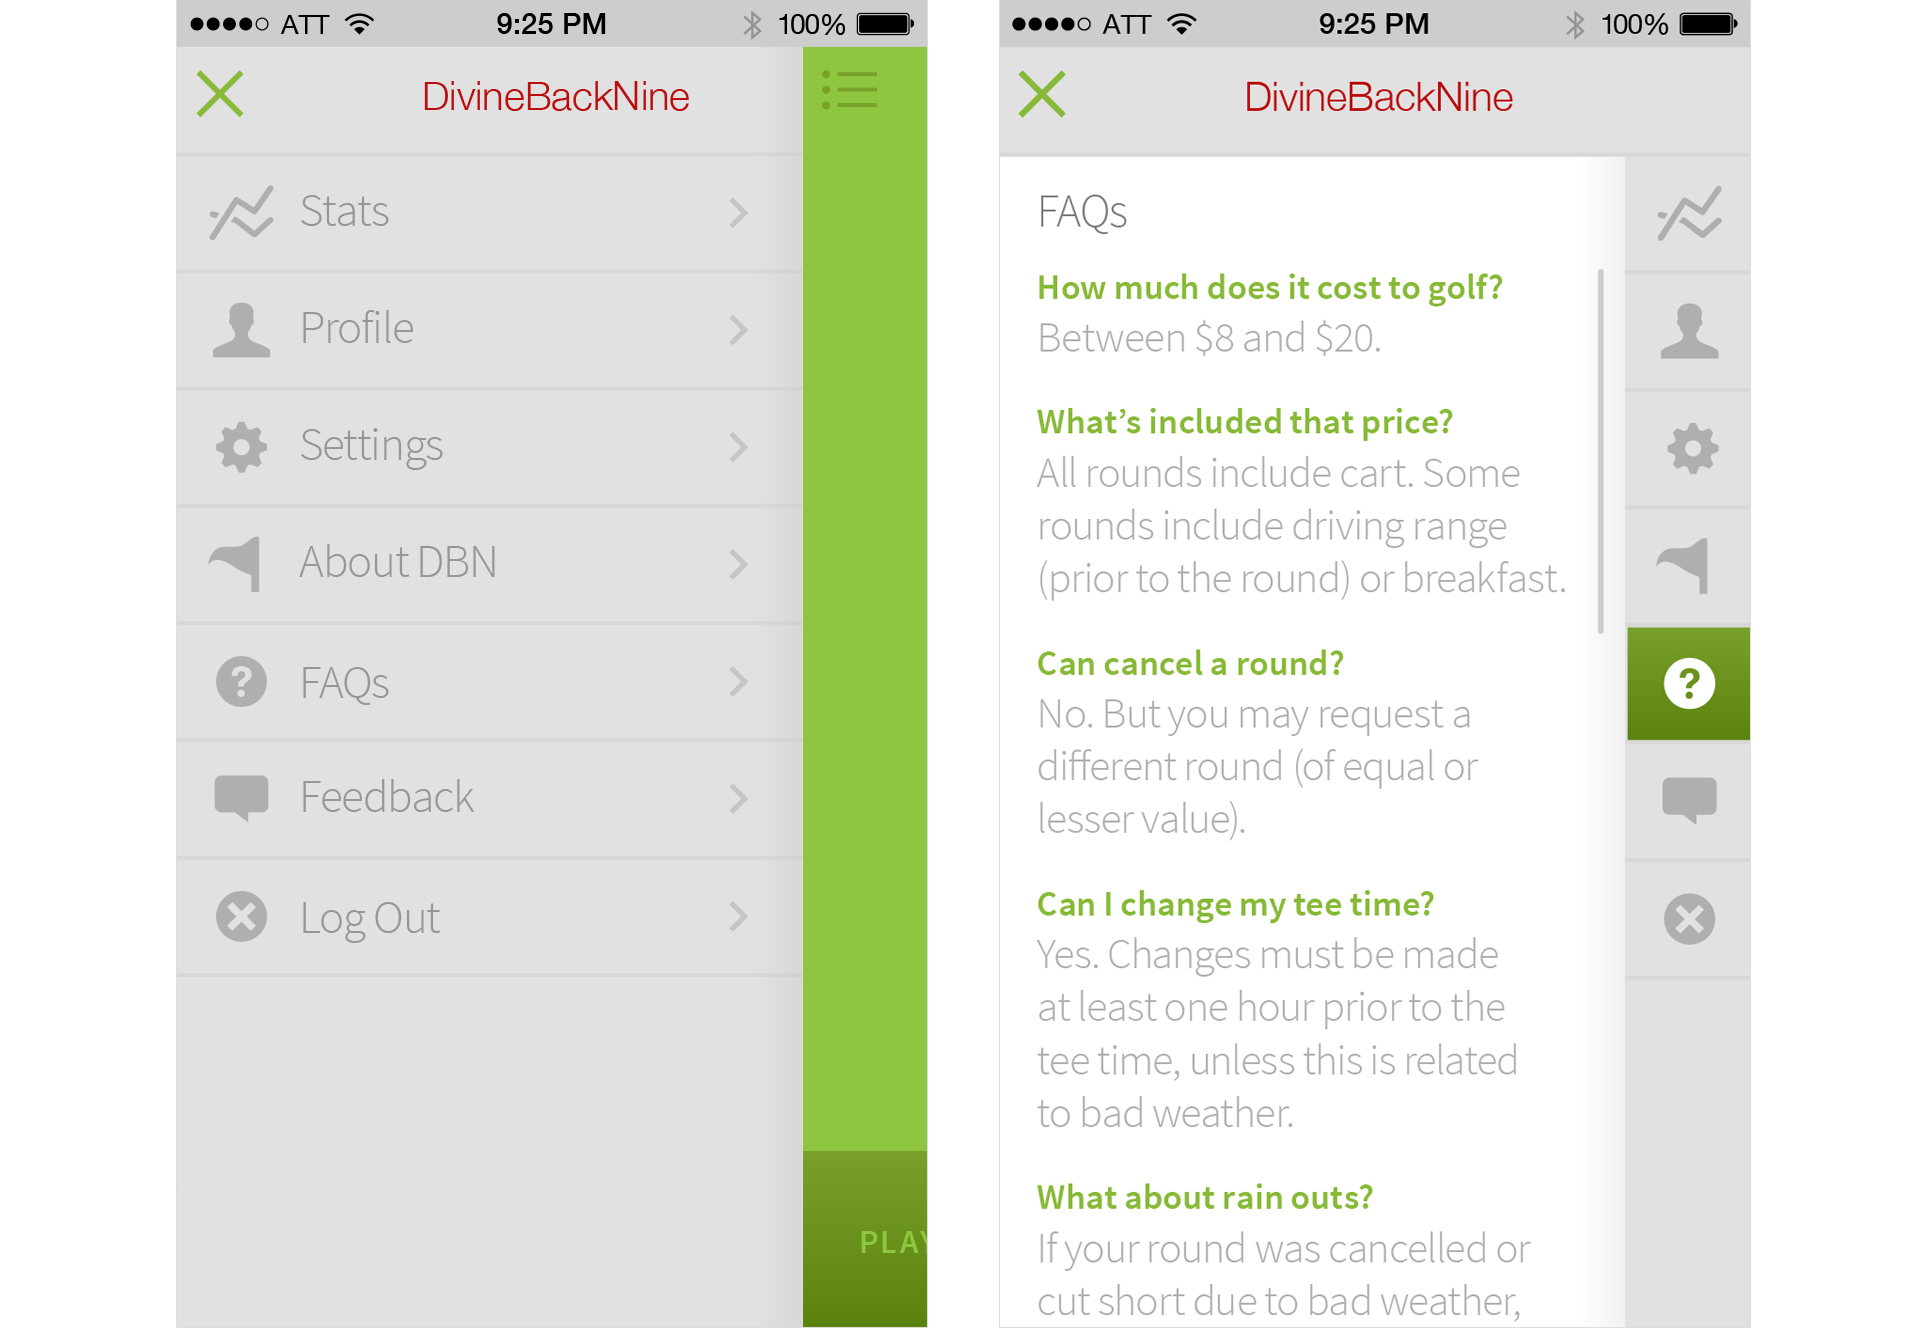 ATT 9:25 PM 100%
DivineBackNine
Stats
Profile
Settings
About DBN
FAQs
Feedback
Log Out
PLAY
ATT 9:25 PM 100%
DivineBackNine
FAQs
How much does it cost to golf?
Between $8 and $20.
What’s included that price?
All rounds include cart. Some
rounds include driving range
(prior to the round) or breakfast.
Can cancel a round?
No. But you may request a
different round (of equal or
lesser value).
Can I change my tee time?
Yes. Changes must be made
at least one hour prior to the
tee time, unless this is related
to bad weather.
What about rain outs?
If your round was cancelled or
cut short due to bad weather,